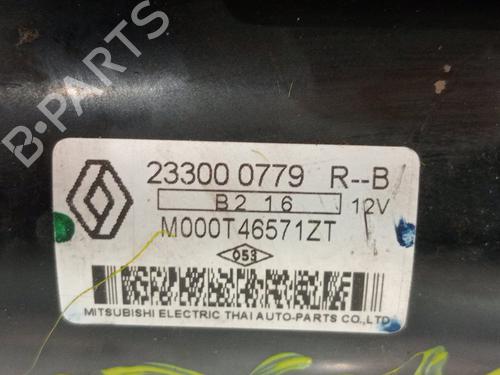 B-PARTS
23300 0779 R--B
B2 16 12V
M000T46571ZT
053
MITSUBISHI ELECTRIC THAI AUTO-PARTS CO.,LTD